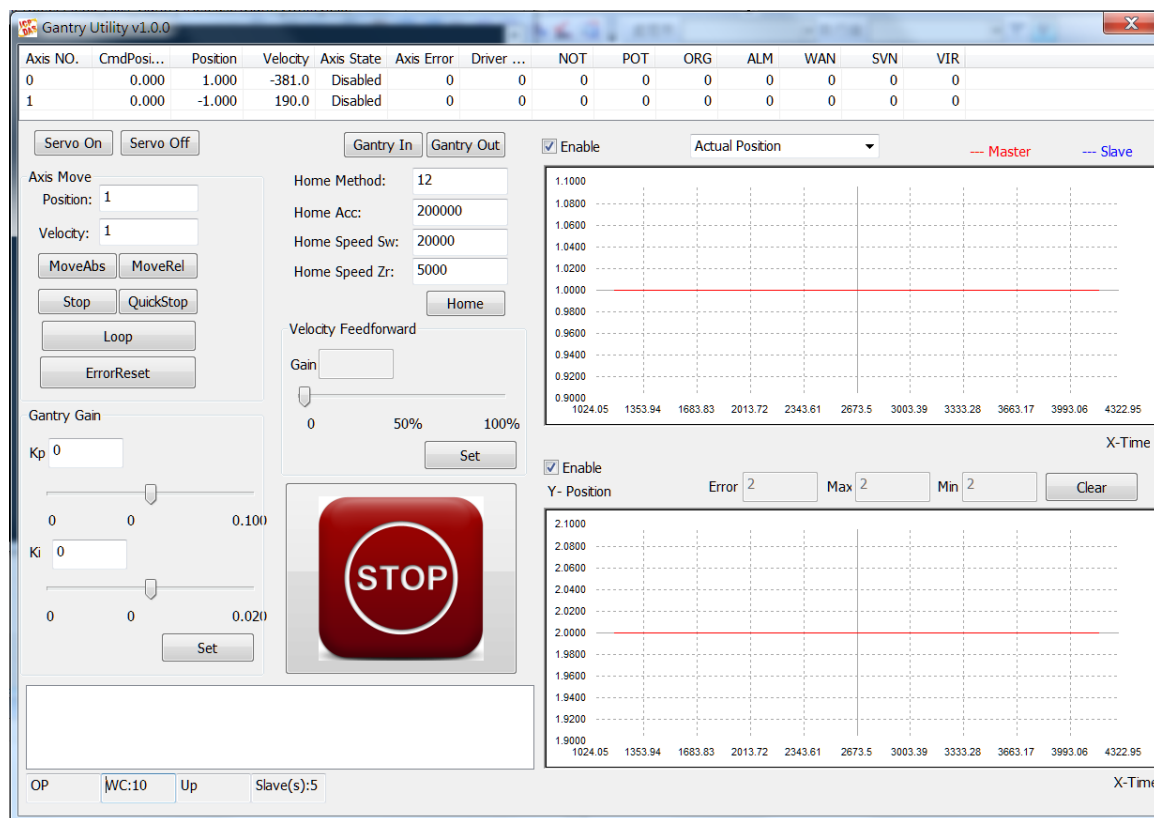 Gantry Utility v1.0.0
Axis NO. CmdPosi... Position Velocity Axis State Axis Error Driver ... NOT POT ORG ALM WAN SVN VIR
0 0.000 1.000 -381.0 Disabled 0 0 0 0 0 0 0 0 0
1 0.000 -1.000 190.0 Disabled 0 0 0 0 0 0 0 0 0
Servo On Servo Off
Gantry In Gantry Out
Axis Move
Position: 1
Velocity: 1
MoveAbs MoveRel
Stop QuickStop
Loop
ErrorReset
Home Method: 12
Home Acc: 200000
Home Speed Sw: 20000
Home Speed Zr: 5000
Home
Velocity Feedforward
Gain
0 50% 100%
Set
Gantry Gain
Kp 0
0 0 0.100
Ki 0
0 0 0.020
Set
STOP
Enable Actual Position --- Master --- Slave
1.1000
1.0800
1.0600
1.0400
1.0200
1.0000
0.9800
0.9600
0.9400
0.9200
0.9000
1024.05 1353.94 1683.83 2013.72 2343.61 2673.5 3003.39 3333.28 3663.17 3993.06 4322.95
X-Time
Enable
Y- Position Error 2 Max 2 Min 2 Clear
2.1000
2.0800
2.0600
2.0400
2.0200
2.0000
1.9800
1.9600
1.9400
1.9200
1.9000
1024.05 1353.94 1683.83 2013.72 2343.61 2673.5 3003.39 3333.28 3663.17 3993.06 4322.95
X-Time
OP WC:10 Up Slave(s):5